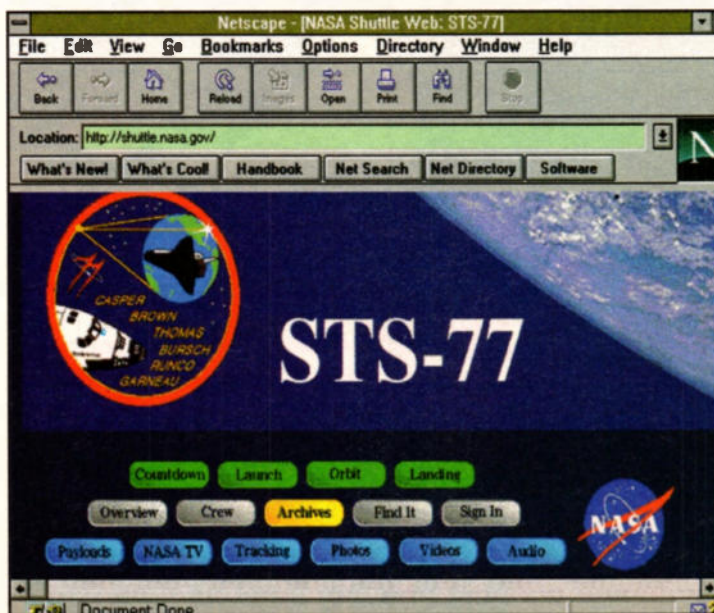 Netscape - [NASA Shuttle Web: STS-77]
File Edit View Go Bookmarks Options Directory Window Help
Back Forward Home Reload Images Open Print Find Stop
Location: http://shuttle.nasa.gov/
N
What's New! What's Cool! Handbook Net Search Net Directory Software
CASPER
BROWN
THOMAS
BURSCH
RUNCO
GARNEAU
STS-77
Countdown Launch Orbit Landing
Overview Crew Archives Find It Sign In
NASA
Payloads NASA TV Tracking Photos Videos Audio
Document Done